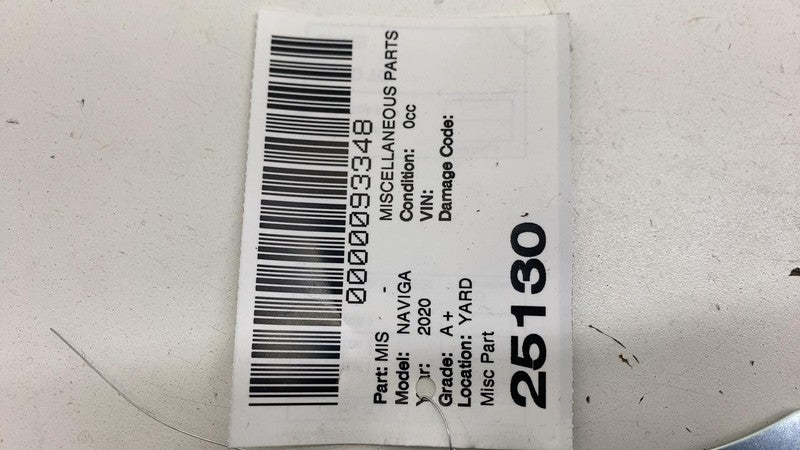 0000093348
Part: MIS - MISCELLANEOUS PARTS
Model: NAVIGA Condition: 0cc
ar: 2020 VIN:
Grade: A+ Damage Code:
Location: YARD
Misc Part
25130